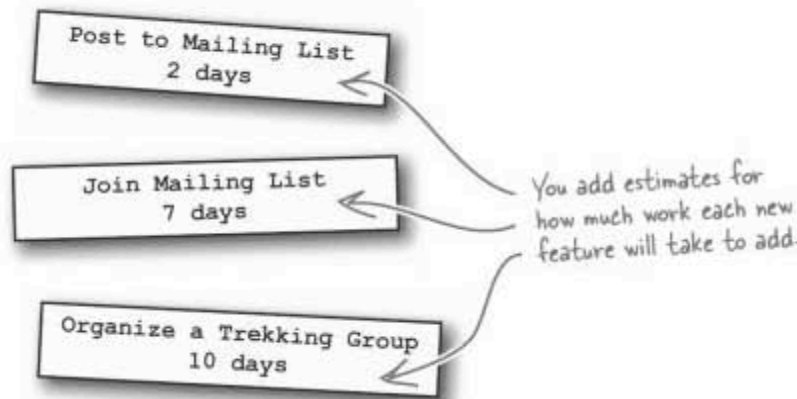 Post to Mailing List
2 days
Join Mailing List
7 days
You add estimates for
how much work each new
feature will take to add.
Organize a Trekking Group
10 days